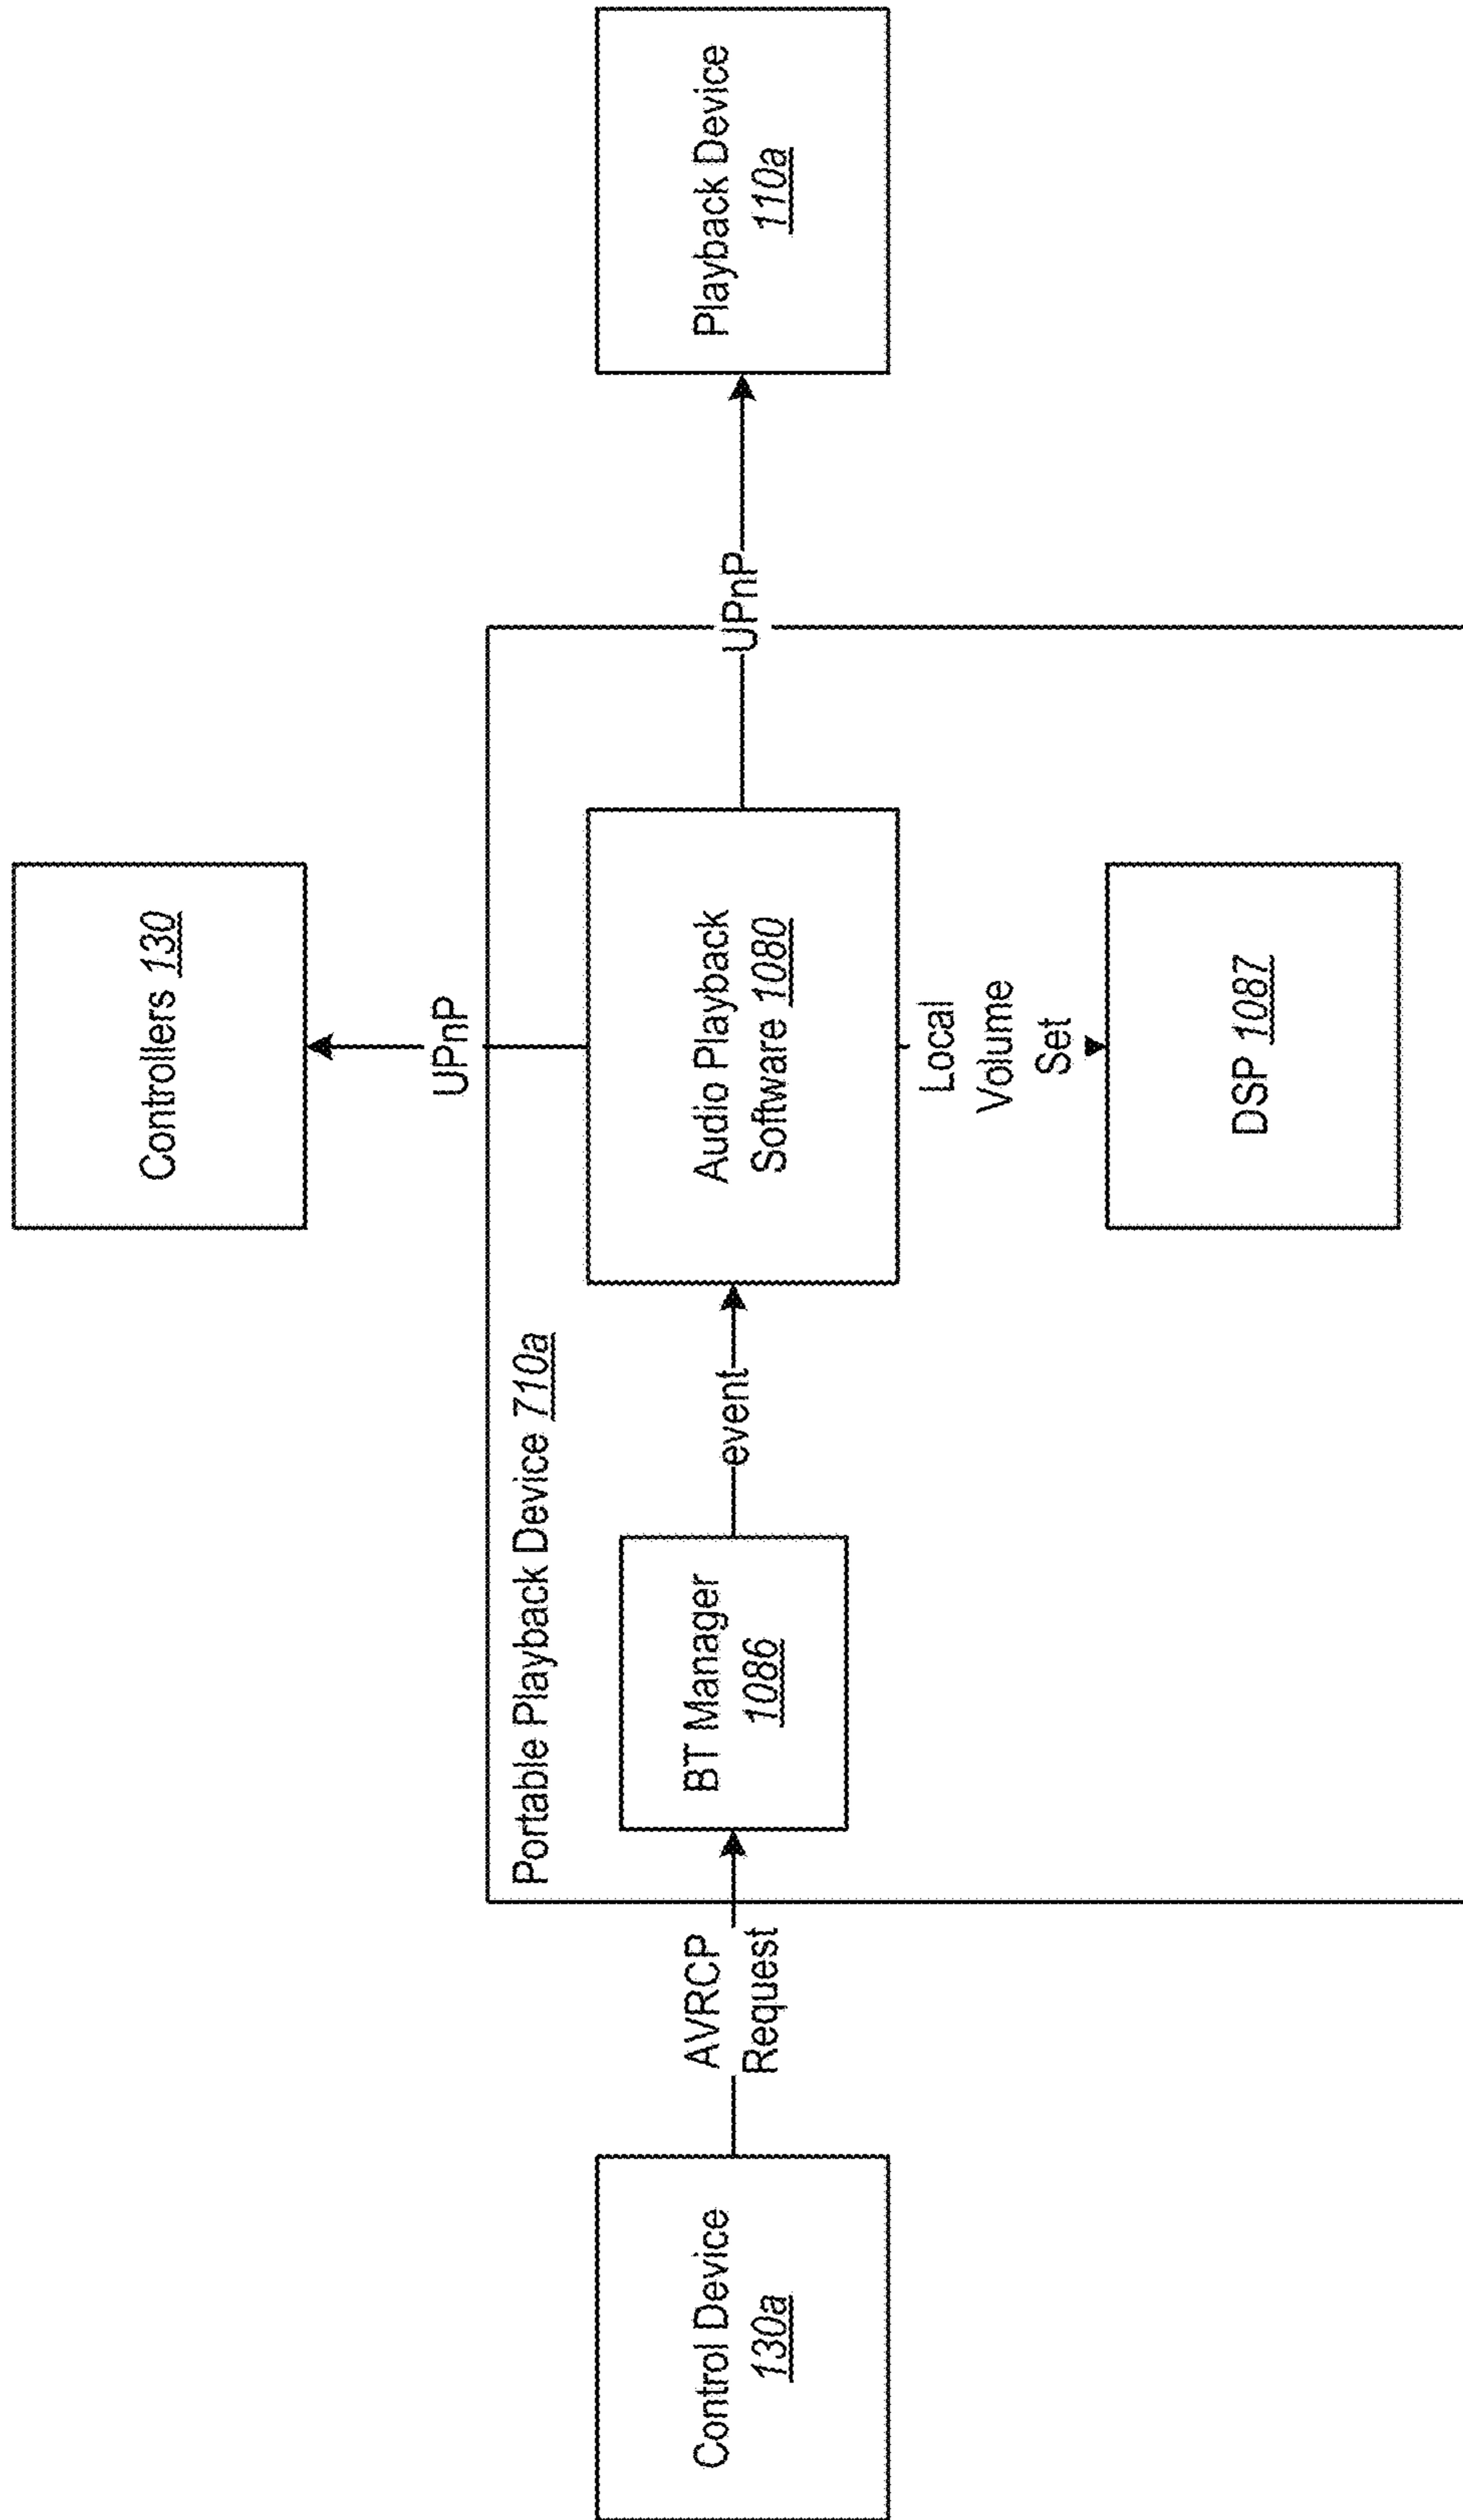 Controllers 130
UPnP
Portable Playback Device 710a
Control Device
130a
AVRCP
Request
BT Manager
1086
event
Audio Playback
Software 1080
UPnP
Playback Device
110a
Local
Volume
Set
DSP 1087